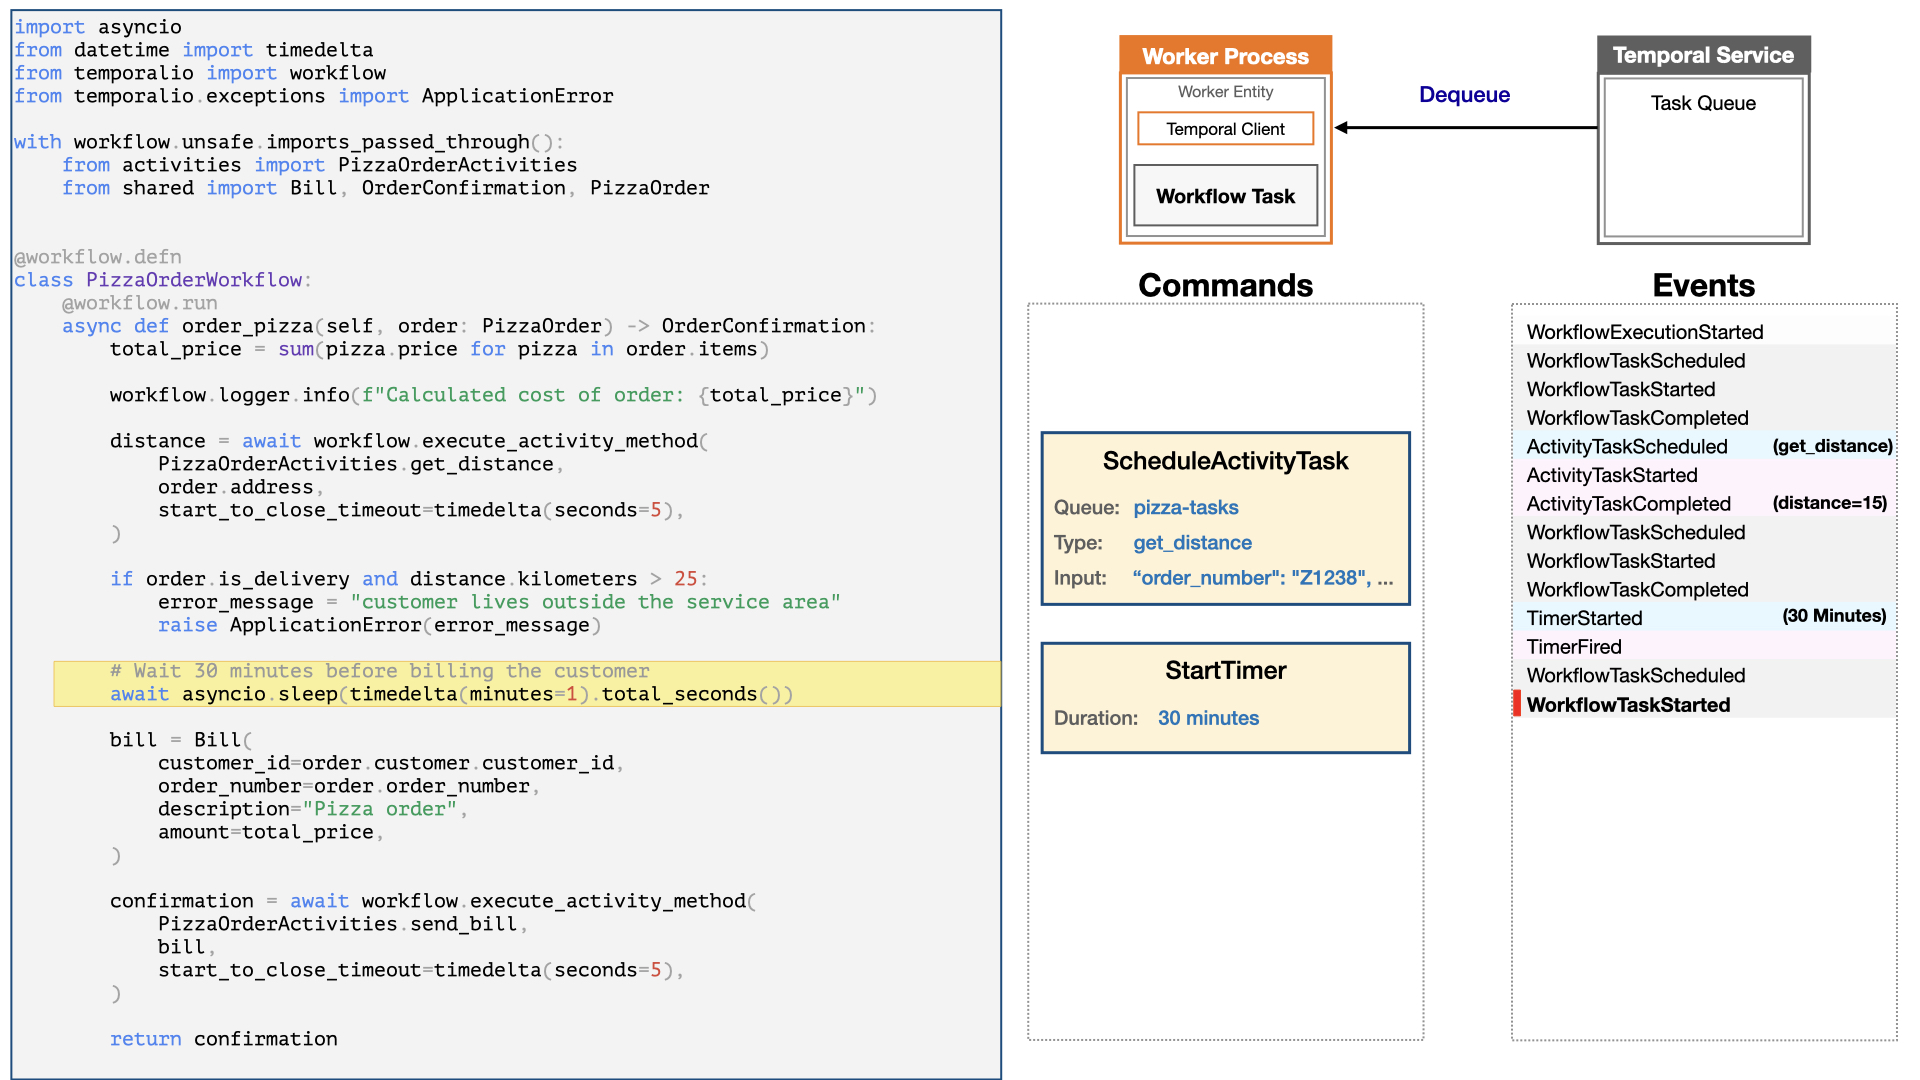 import asyncio
from datetime import timedelta
from temporalio import workflow
from temporalio.exceptions import ApplicationError
with workflow.unsafe.imports_passed_through():
    from activities import PizzaOrderActivities
    from shared import Bill, OrderConfirmation, PizzaOrder
@workflow.defn
class PizzaOrderWorkflow:
    @workflow.run
    async def order_pizza(self, order: PizzaOrder) -> OrderConfirmation:
        total_price = sum(pizza.price for pizza in order.items)
        workflow.logger.info(f"Calculated cost of order: {total_price}")
        distance = await workflow.execute_activity_method(
            PizzaOrderActivities.get_distance,
            order.address,
            start_to_close_timeout=timedelta(seconds=5),
        )
        if order.is_delivery and distance.kilometers > 25:
            error_message = "customer lives outside the service area"
            raise ApplicationError(error_message)
        # Wait 30 minutes before billing the customer
        await asyncio.sleep(timedelta(minutes=1).total_seconds())
        bill = Bill(
            customer_id=order.customer.customer_id,
            order_number=order.order_number,
            description="Pizza order",
            amount=total_price,
        )
        confirmation = await workflow.execute_activity_method(
            PizzaOrderActivities.send_bill,
            bill,
            start_to_close_timeout=timedelta(seconds=5),
        )
        return confirmation
Worker Process
Worker Entity
Temporal Client
Workflow Task
Dequeue
Temporal Service
Task Queue
Commands
ScheduleActivityTask
Queue: pizza-tasks
Type: get_distance
Input: “order_number": "Z1238", ...
StartTimer
Duration: 30 minutes
Events
WorkflowExecutionStarted
WorkflowTaskScheduled
WorkflowTaskStarted
WorkflowTaskCompleted
ActivityTaskScheduled (get_distance)
ActivityTaskStarted
ActivityTaskCompleted (distance=15)
WorkflowTaskScheduled
WorkflowTaskStarted
WorkflowTaskCompleted
TimerStarted (30 Minutes)
TimerFired
WorkflowTaskScheduled
WorkflowTaskStarted